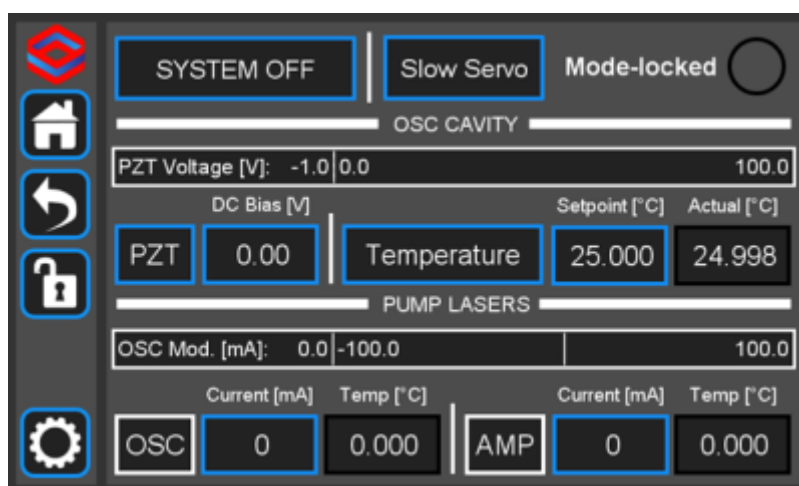 SYSTEM OFF Slow Servo Mode-locked
OSC CAVITY
PZT Voltage [V]: -1.0 0.0 100.0
DC Bias [V] Setpoint [°C] Actual [°C]
PZT 0.00 Temperature 25.000 24.998
PUMP LASERS
OSC Mod. [mA]: 0.0 -100.0 100.0
Current [mA] Temp [°C] Current [mA] Temp [°C]
OSC 0 0.000 AMP 0 0.000